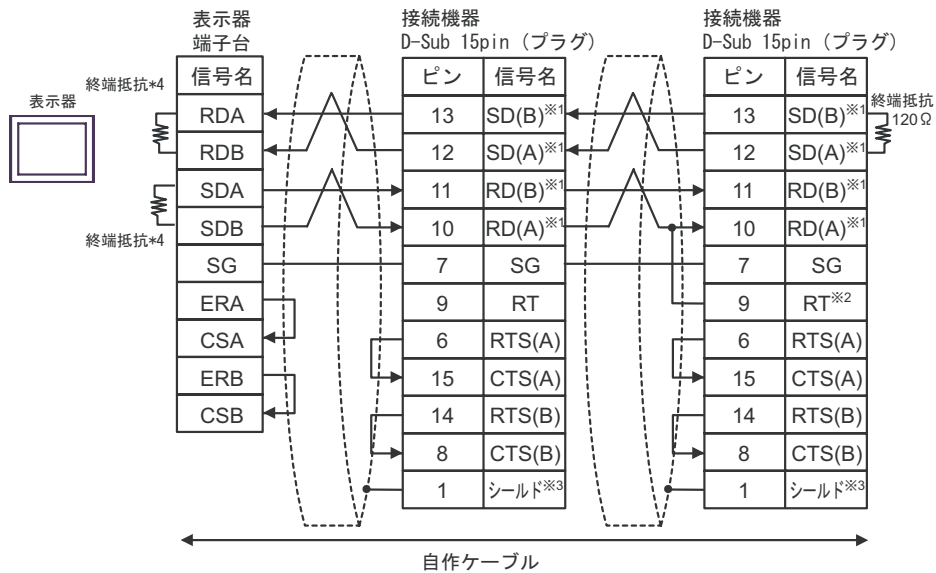 表示器
端子台
接続機器
D-Sub 15pin（プラグ）
接続機器
D-Sub 15pin（プラグ）
終端抵抗*4
表示器
終端抵抗*4
信号名
RDA
RDB
SDA
SDB
SG
ERA
CSA
ERB
CSB
ピン 信号名
13 SD(B)※1
12 SD(A)※1
11 RD(B)※1
10 RD(A)※1
7 SG
9 RT
6 RTS(A)
15 CTS(A)
14 RTS(B)
8 CTS(B)
1 シールド※3
ピン 信号名
13 SD(B)※1
12 SD(A)※1
11 RD(B)※1
10 RD(A)※1
7 SG
9 RT※2
6 RTS(A)
15 CTS(A)
14 RTS(B)
8 CTS(B)
1 シールド※3
終端抵抗
120Ω
自作ケーブル